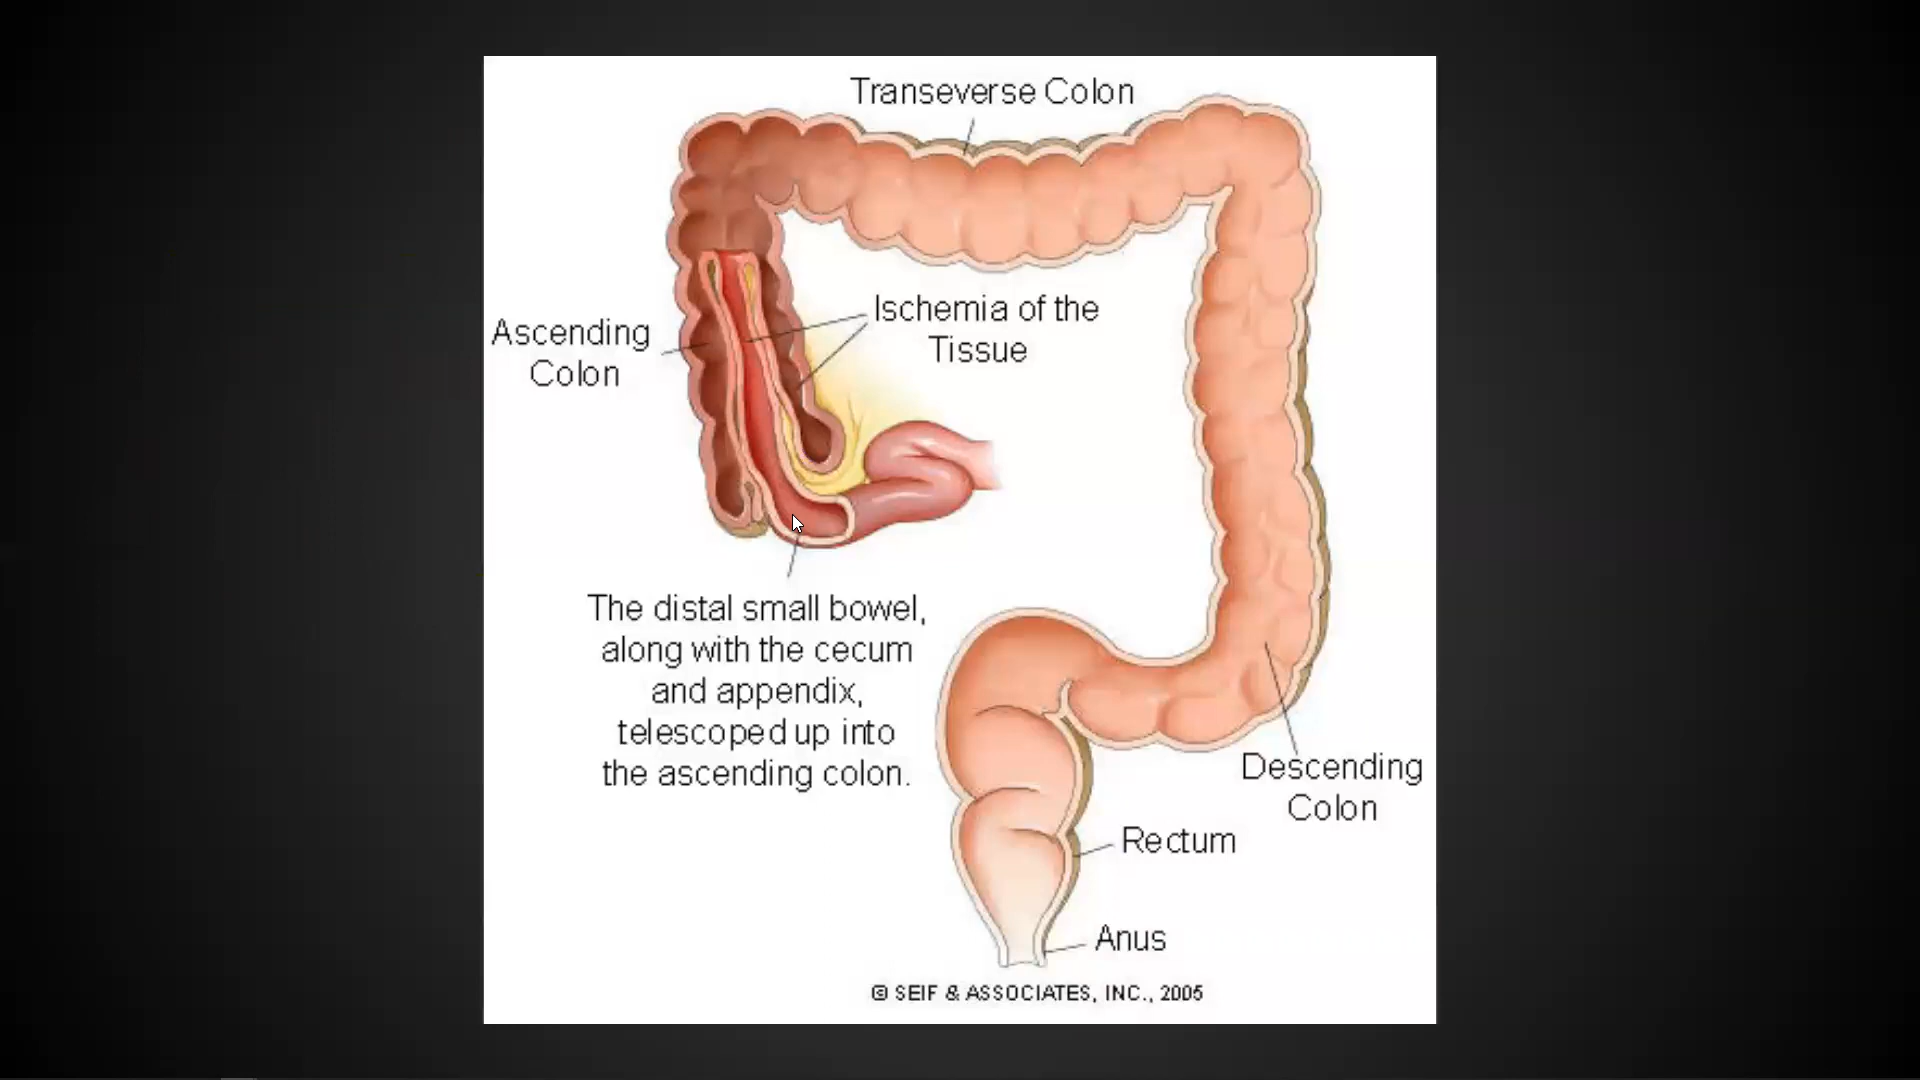 Transeverse Colon
Ischemia of the
Tissue
Ascending
Colon
The distal small bowel,
along with the cecum
and appendix,
telescoped up into
the ascending colon.
Descending
Colon
Rectum
Anus
© SEIF & ASSOCIATES, INC., 2005